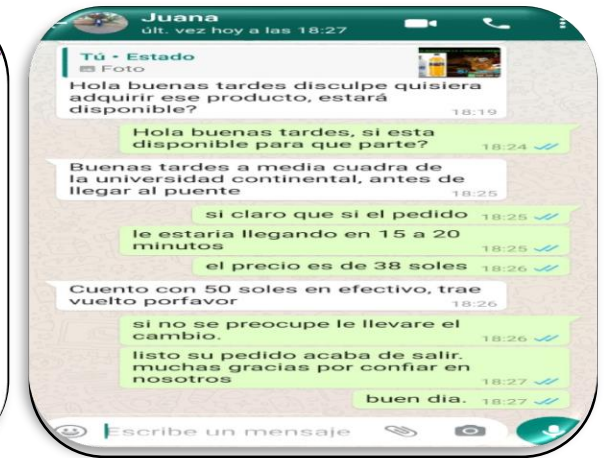 Juana
últ. vez hoy a las 18:27
Tú • Estado
Foto
Hola buenas tardes disculpe quisiera
adquirir ese producto, estará
disponible?
18:19
Hola buenas tardes, si esta
disponible para que parte?
18:24
Buenas tardes a media cuadra de
la universidad continental, antes de
llegar al puente
18:25
si claro que si el pedido 18:25
le estaria llegando en 15 a 20
minutos
18:25
el precio es de 38 soles 18:26
Cuento con 50 soles en efectivo, trae
vuelto porfavor
18:26
si no se preocupe le llevare el
cambio.
18:26
listo su pedido acaba de salir.
muchas gracias por confiar en
nosotros
18:27
buen dia. 18:27
Escribe un mensaje